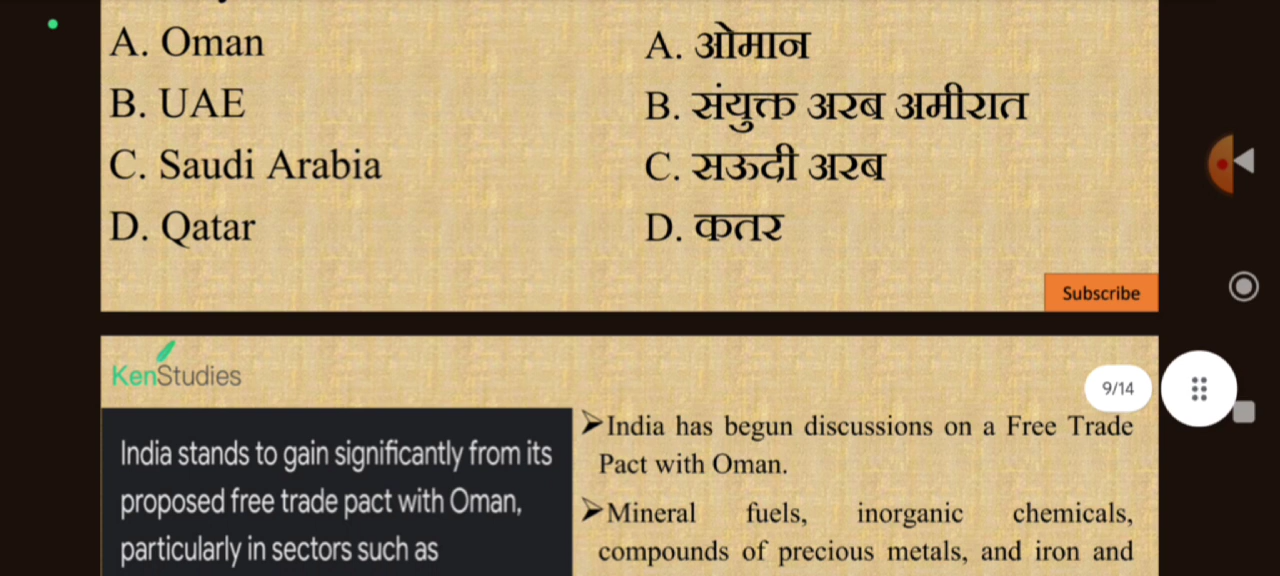 A. Oman
B. UAE
C. Saudi Arabia
D. Qatar
A. ओमान
B. संयुक्त अरब अमीरात
C. सऊदी अरब
D. कतर
Subscribe
KenStudies
9/14
India stands to gain significantly from its
proposed free trade pact with Oman,
particularly in sectors such as
➢India has begun discussions on a Free Trade
Pact with Oman.
➢Mineral fuels, inorganic chemicals,
compounds of precious metals, and iron and